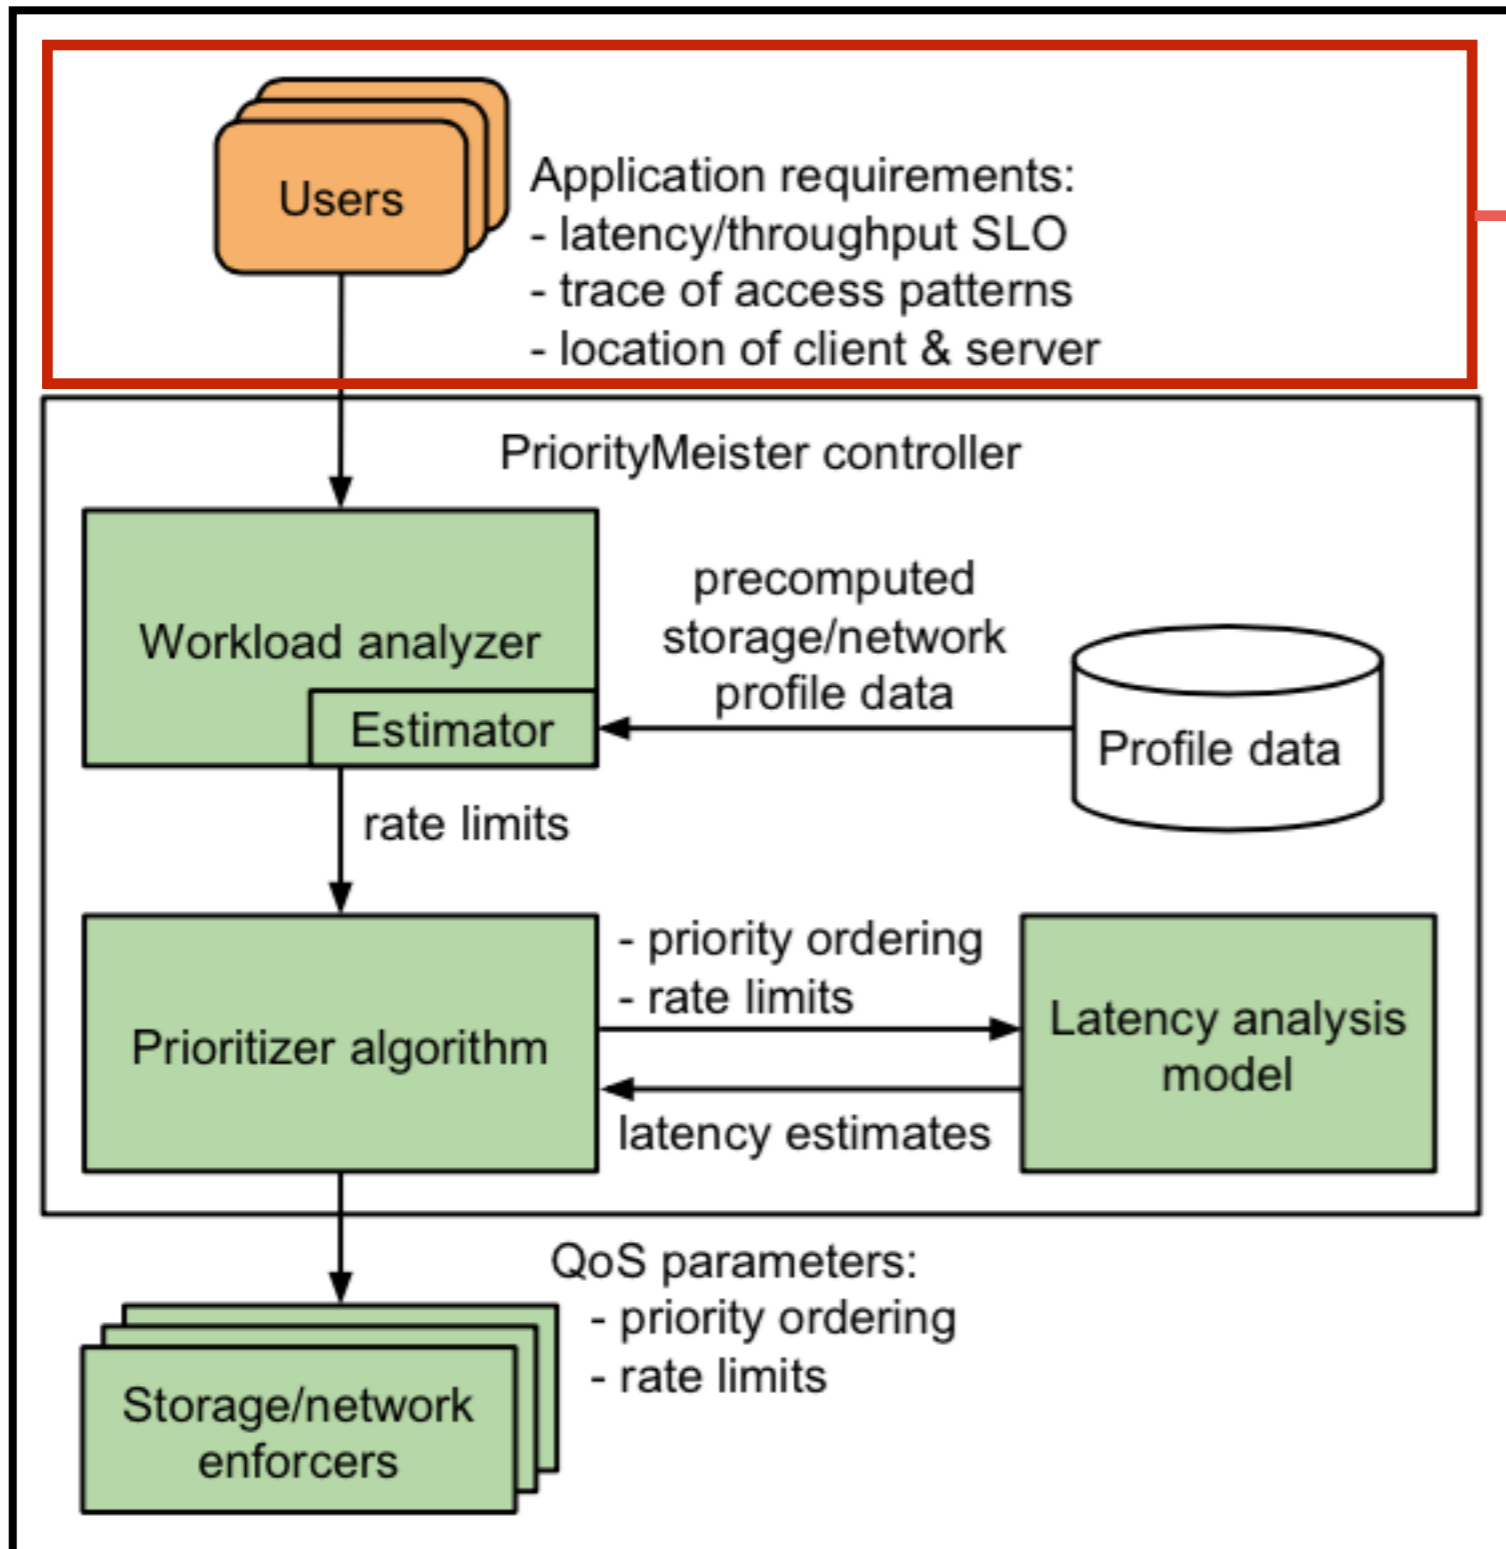 Users
Application requirements:
- latency/throughput SLO
- trace of access patterns
- location of client & server
PriorityMeister controller
Workload analyzer
Estimator
precomputed
storage/network
profile data
Profile data
rate limits
Prioritizer algorithm
- priority ordering
- rate limits
Latency analysis
model
latency estimates
QoS parameters:
- priority ordering
- rate limits
Storage/network
enforcers